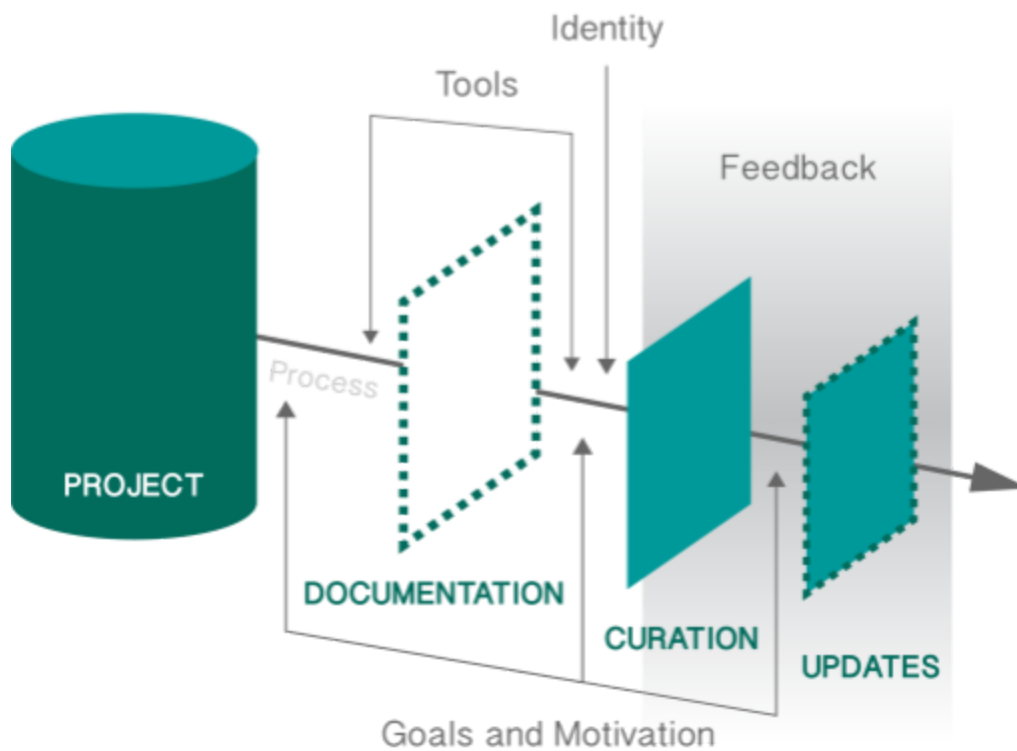 Identity
Tools
Feedback
Process
PROJECT
DOCUMENTATION
CURATION
UPDATES
Goals and Motivation